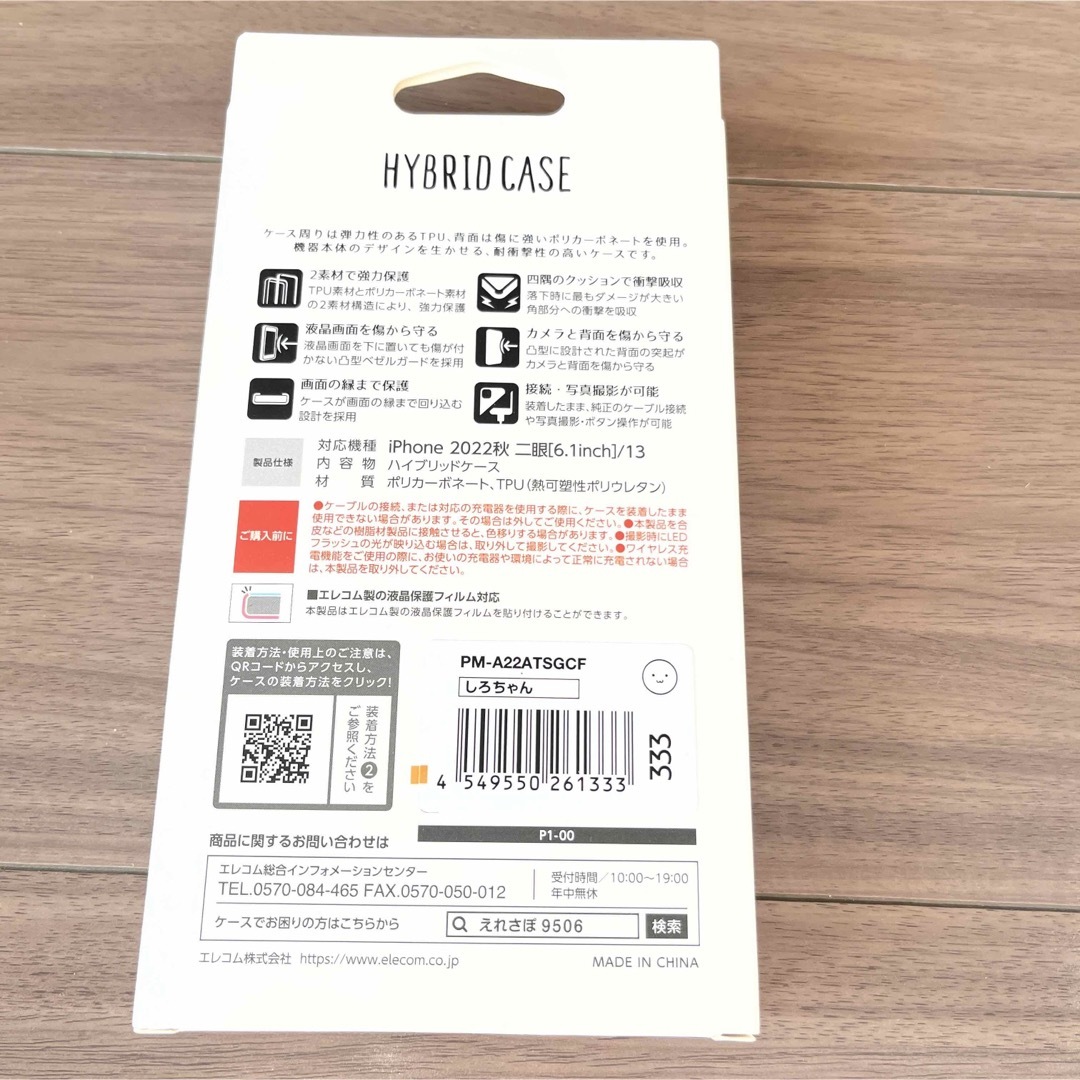 HYBRID CASE
ケース周りは弾力性のあるTPU、背面は傷に強いポリカーボネートを使用。
機器本体のデザインを生かせる、耐衝撃性の高いケースです。
2素材で強力保護
TPU素材とポリカーボネート素材
の2素材構造により、強力保護
四隅のクッションで衝撃吸収
落下時に最もダメージが大きい
角部分への衝撃を吸収
液晶画面を傷から守る
液晶画面を下に置いても傷が付
かない凸型ベゼルガードを採用
カメラと背面を傷から守る
凸型に設計された背面の突起が
カメラと背面を傷から守る
画面の縁まで保護
ケースが画面の縁まで回り込む
設計を採用
接続・写真撮影が可能
装着したまま、純正のケーブル接続
や写真撮影・ボタン操作が可能
製品仕様
対応機種 iPhone 2022秋 二眼[6.1inch]/13
内容物 ハイブリッドケース
材質 ポリカーボネート、TPU(熱可塑性ポリウレタン)
ご購入前に
●ケーブルの接続、または対応の充電器を使用する際に、ケースを装着したまま
使用できない場合があります。その場合は外してご使用ください。●本製品を合
皮などの樹脂材製品に接触させると、色移りする場合があります。●撮影時にLED
フラッシュの光が映り込む場合は、取り外して撮影してください。●ワイヤレス充
電機能をご使用の際に、お使いの充電器や環境によって正常に充電されない場合
は、本製品を取り外してください。
■エレコム製の液晶保護フィルム対応
本製品はエレコム製の液晶保護フィルムを貼り付けることができます。
装着方法・使用上のご注意は、
QRコードからアクセスし、
ケースの装着方法をクリック!
装着方法2を
ご参照ください
PM-A22ATSGCF
しろちゃん
4 549550 261333
333
P1-00
商品に関するお問い合わせは
エレコム総合インフォメーションセンター
TEL.0570-084-465 FAX.0570-050-012
受付時間/10:00〜19:00
年中無休
ケースでお困りの方はこちらから
えれさぽ 9506
検索
エレコム株式会社 https://www.elecom.co.jp
MADE IN CHINA